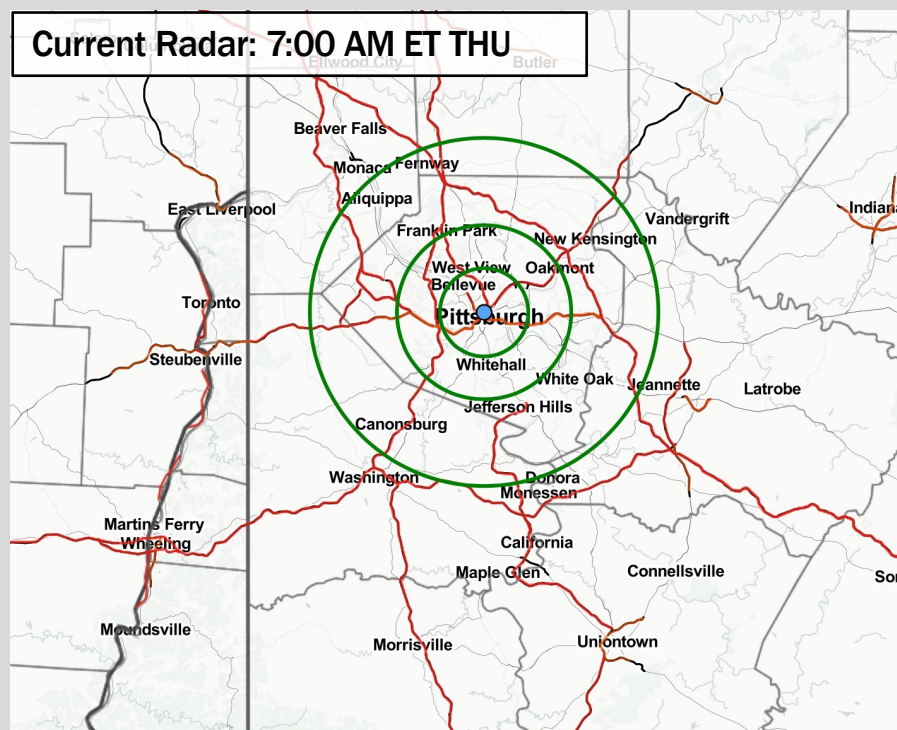 Current Radar: 7:00 AM ET THU
Ellwood City
Butler
Beaver Falls
Monaca
Fernway
Aliquippa
East Liverpool
Vandergrift
Indiana
Franklin Park
New Kensington
West View
Oakmont
Bellevue
Toronto
Pittsburgh
Steubenville
Whitehall
White Oak
Jeannette
Latrobe
Jefferson Hills
Canonsburg
Washington
Donora
Monessen
Martins Ferry
Wheeling
California
Maple Glen
Connellsville
So
Moundsville
Morrisville
Uniontown